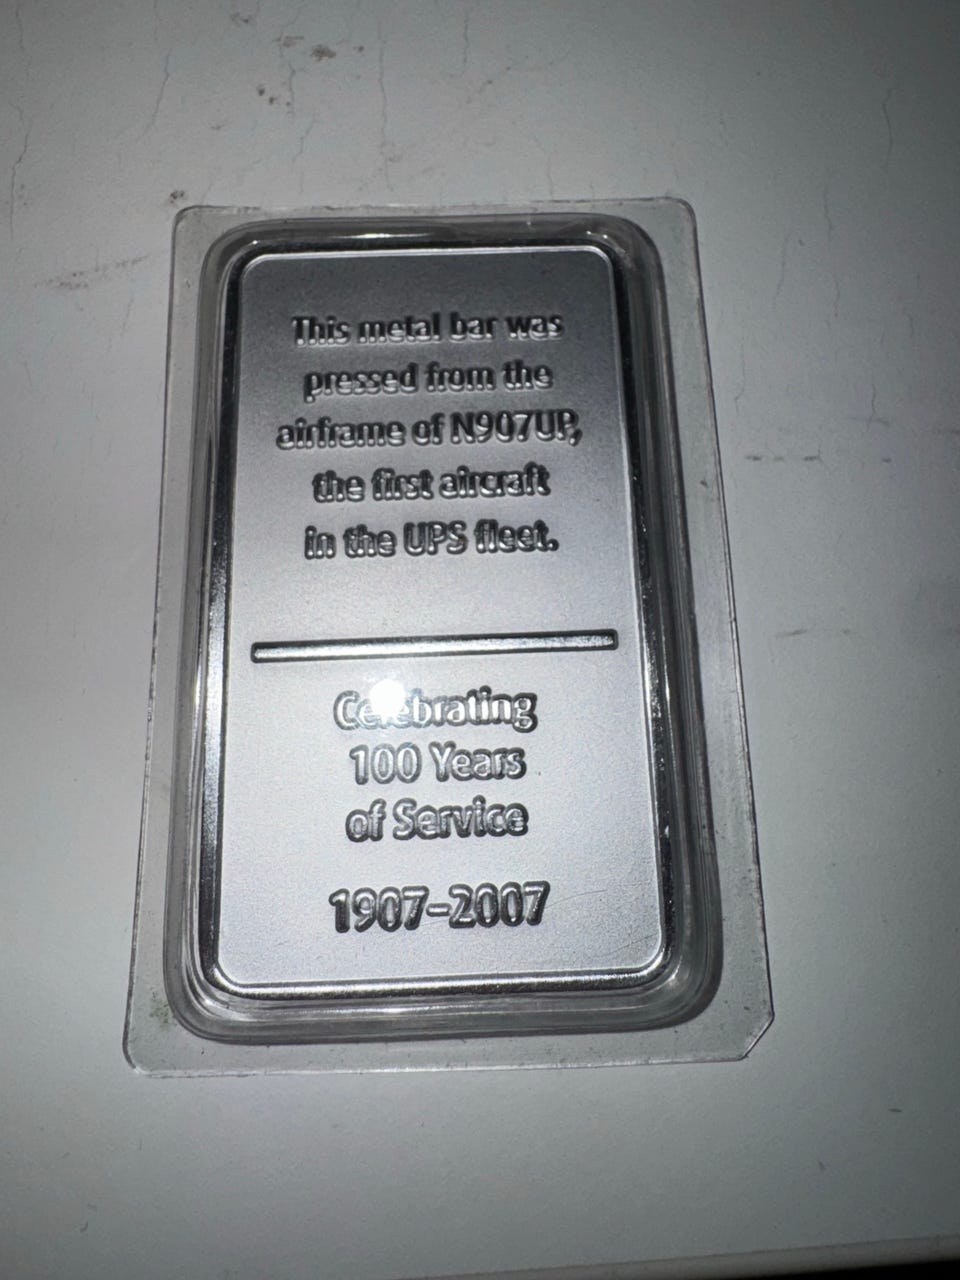 This metal bar was
pressed from the
airframe of N907UP,
the first aircraft
in the UPS fleet.
Celebrating
100 Years
of Service
1907-2007